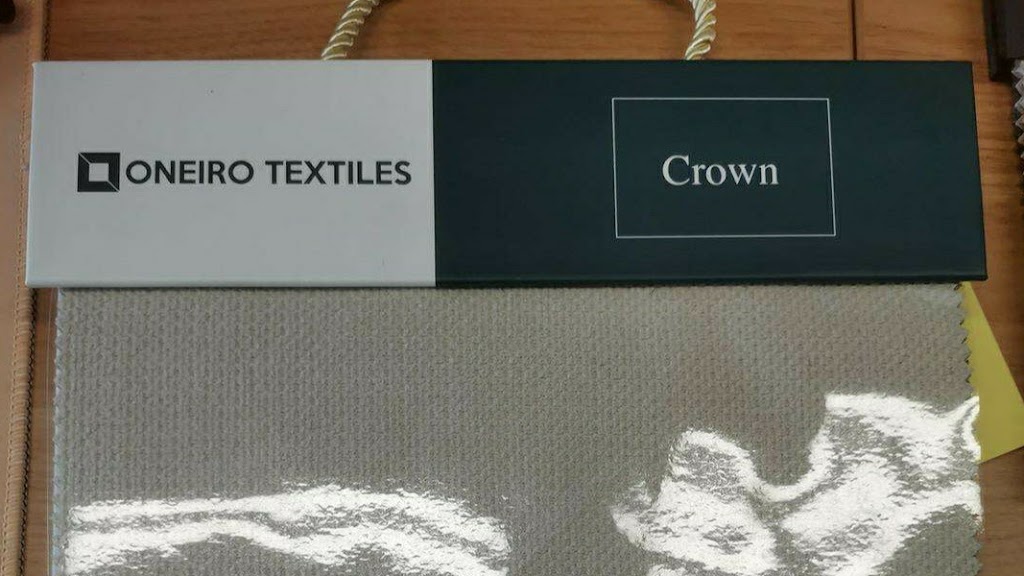 ONEIRO TEXTILES
Crown